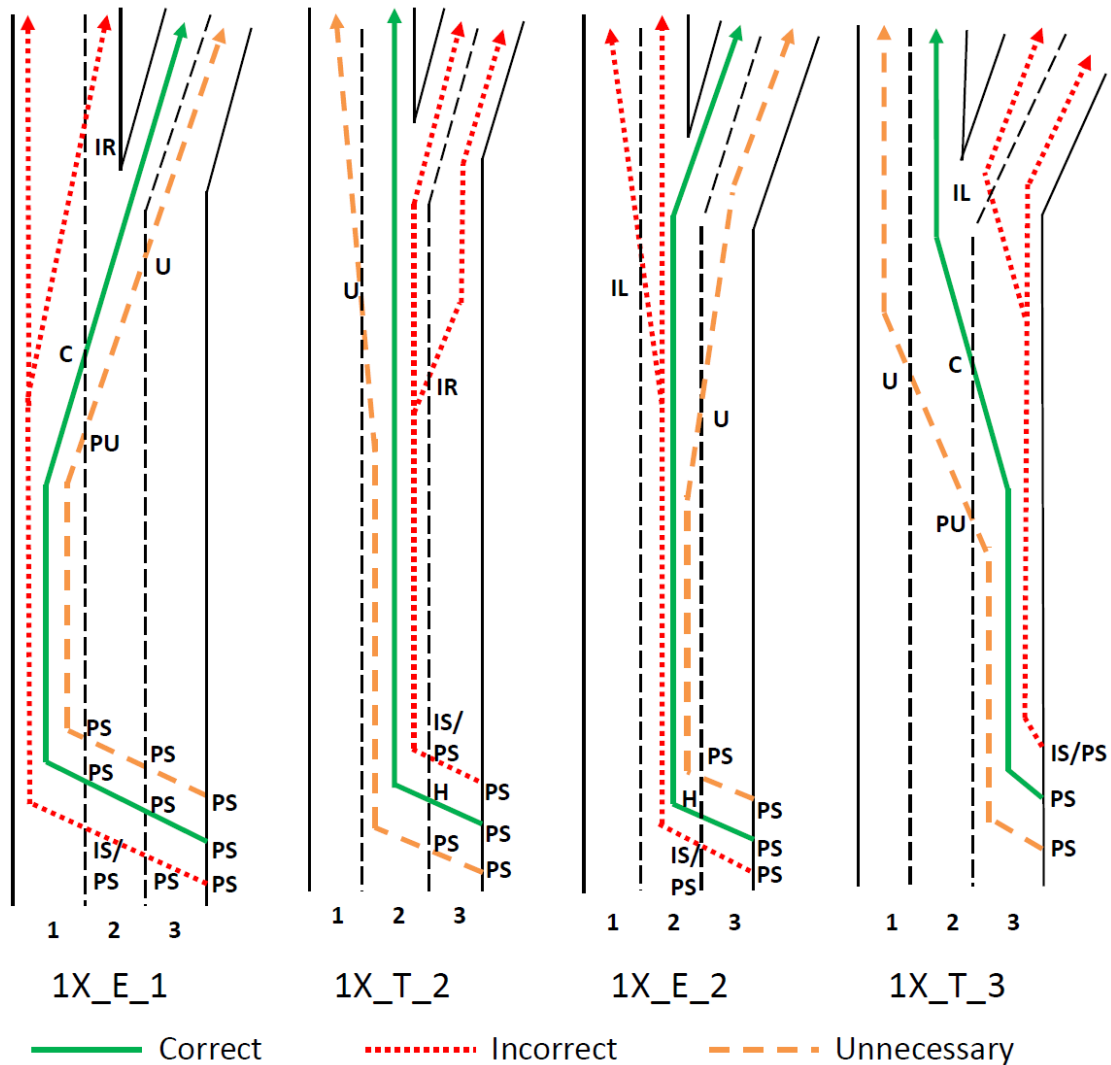 IR
U
C
PU
PS
PS
PS
PS
PS
PS
IS/
PS
PS
PS
1 2 3
1X_E_1
U
IR
IS/
PS
PS
H
PS
PS
PS
1 2 3
1X_T_2
IL
U
PS
PS
H
PS
IS/
PS
PS
1 2 3
1X_E_2
IL
U
C
PU
IS/PS
PS
PS
1 2 3
1X_T_3
Correct
Incorrect
Unnecessary